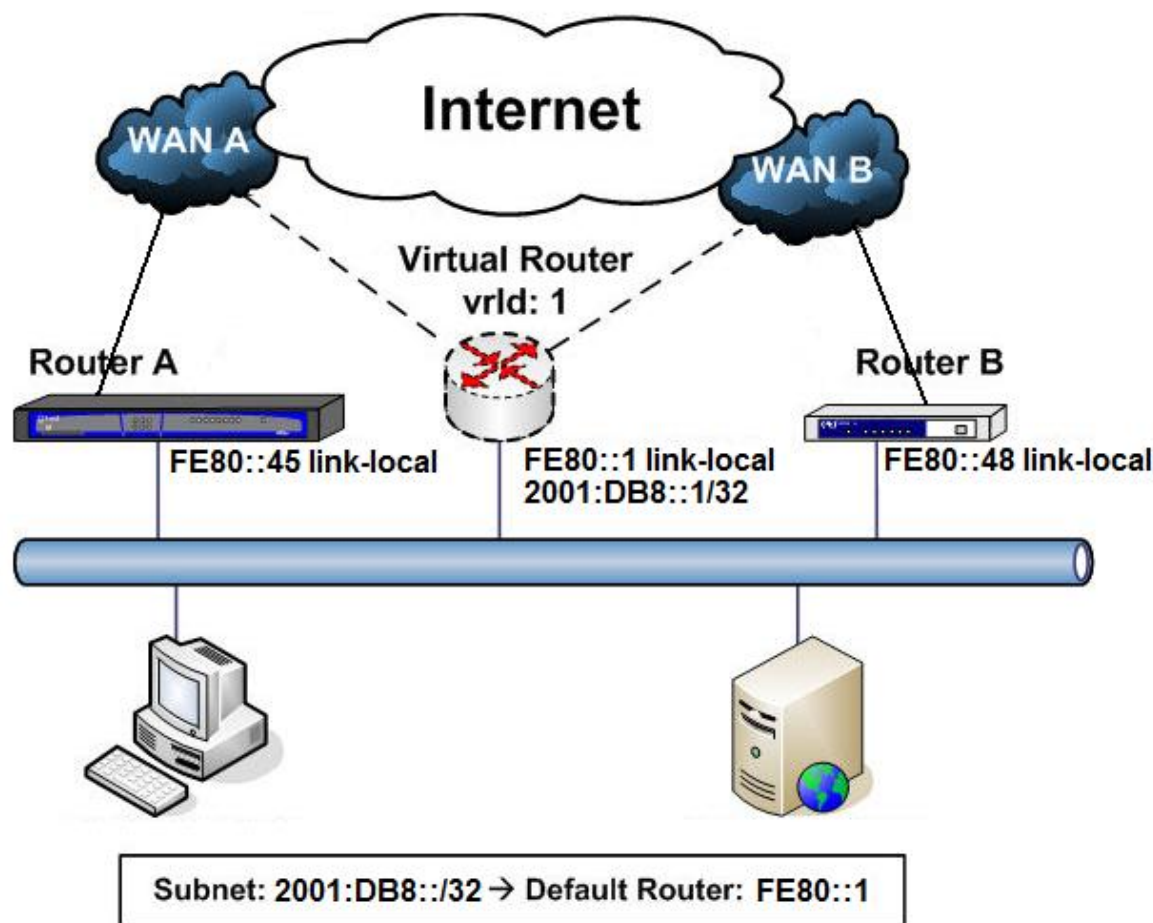 Internet
WAN A
WAN B
Virtual Router
vrId: 1
Router A
Router B
FE80::45 link-local
FE80::1 link-local
2001:DB8::1/32
FE80::48 link-local
Subnet: 2001:DB8::/32 → Default Router: FE80::1